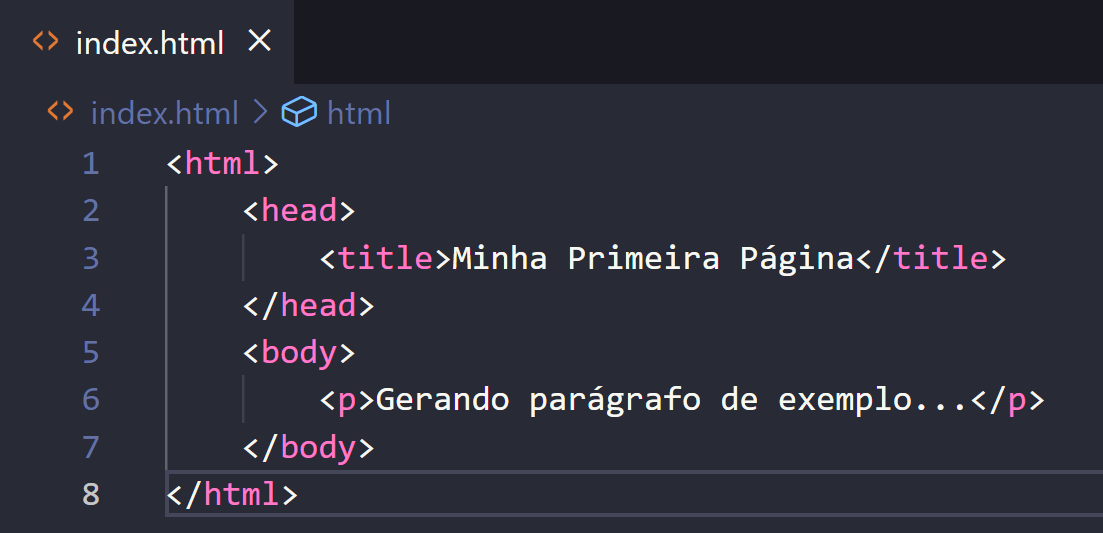 index.html
index.html > html
1 <html>
2     <head>
3         <title>Minha Primeira Página</title>
4     </head>
5     <body>
6         <p>Gerando parágrafo de exemplo...</p>
7     </body>
8 </html>